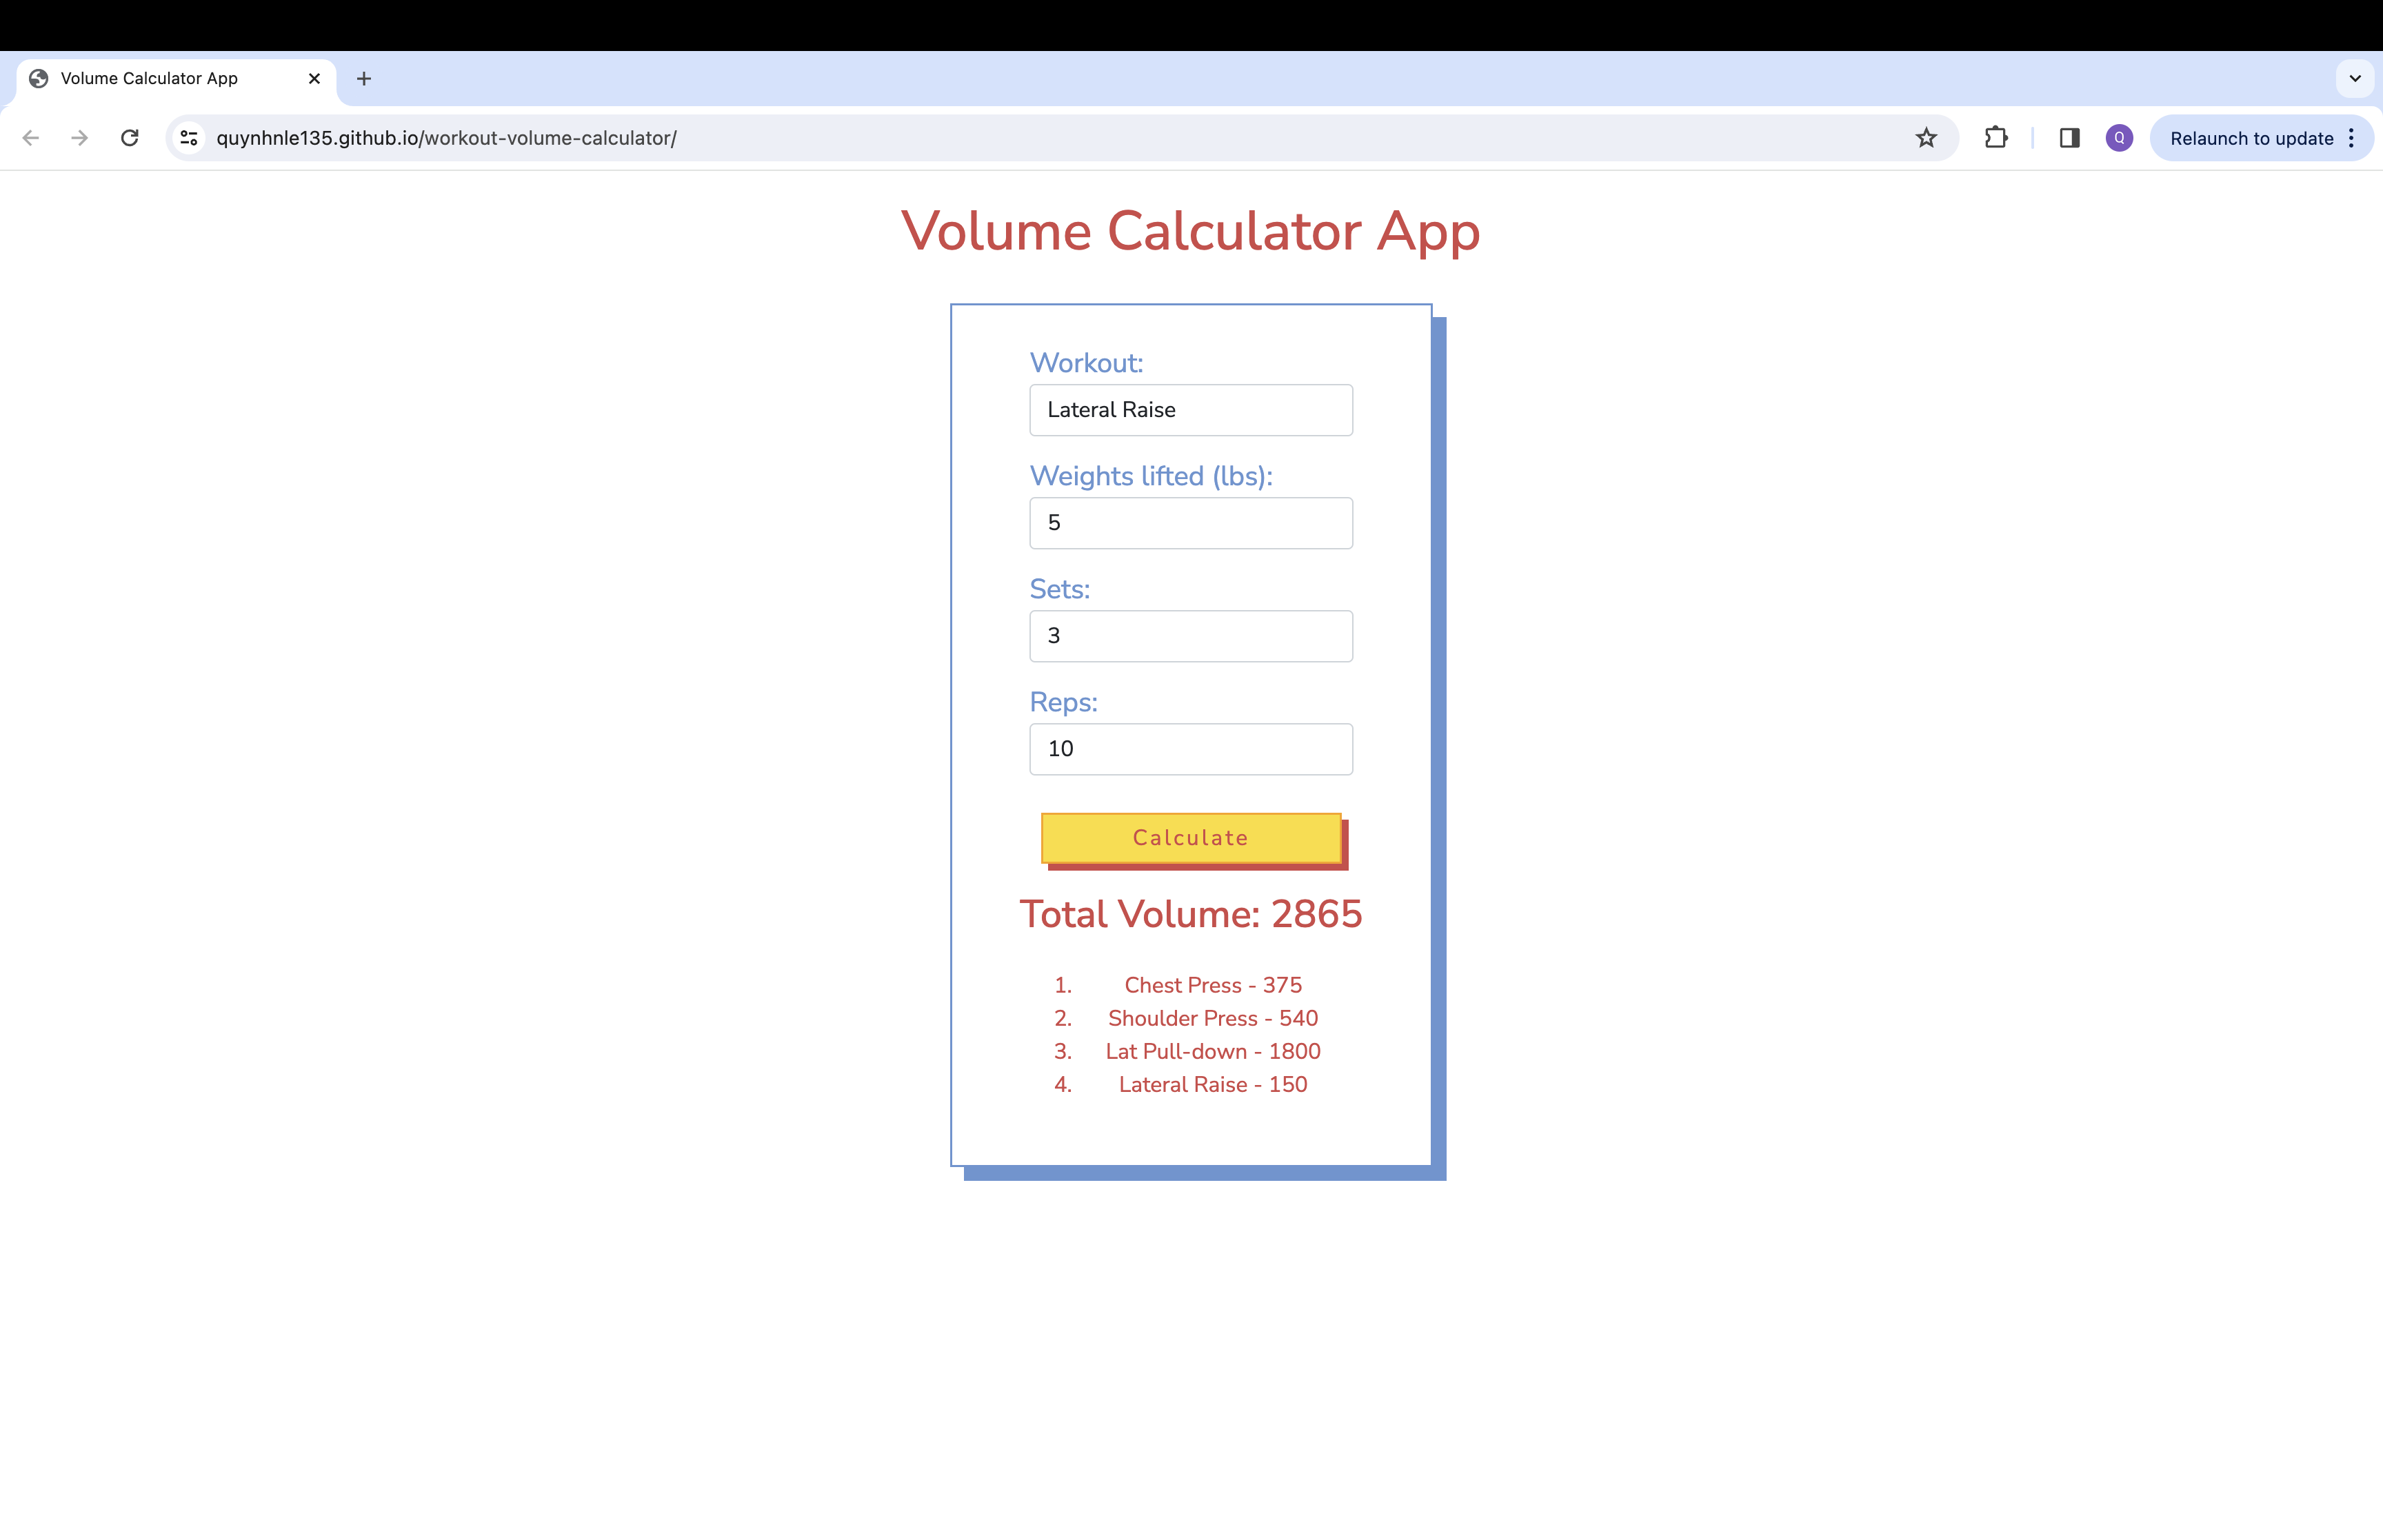 Volume Calculator App
quynhnle135.github.io/workout-volume-calculator/
Q
Relaunch to update
Volume Calculator App
Workout:
Lateral Raise
Weights lifted (lbs):
5
Sets:
3
Reps:
10
Calculate
Total Volume: 2865
1. Chest Press - 375
2. Shoulder Press - 540
3. Lat Pull-down - 1800
4. Lateral Raise - 150